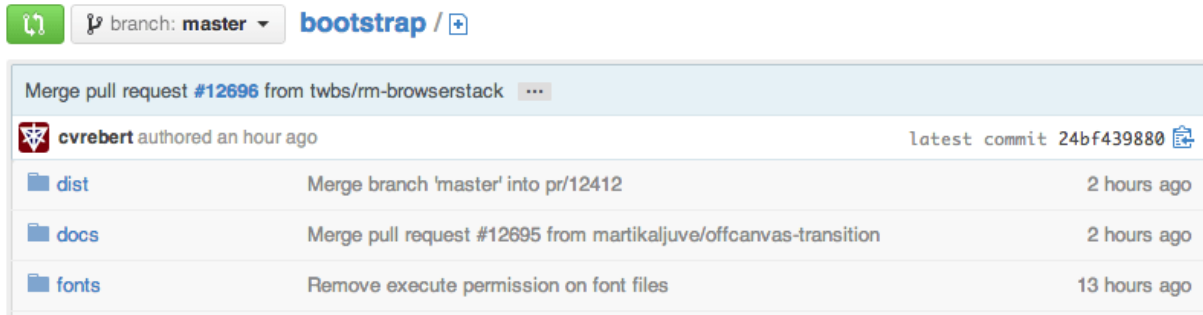 branch: master bootstrap /
Merge pull request #12696 from twbs/rm-browserstack ...
cvrebert authored an hour ago latest commit 24bf439880
dist Merge branch 'master' into pr/12412 2 hours ago
docs Merge pull request #12695 from martikaljuve/offcanvas-transition 2 hours ago
fonts Remove execute permission on font files 13 hours ago